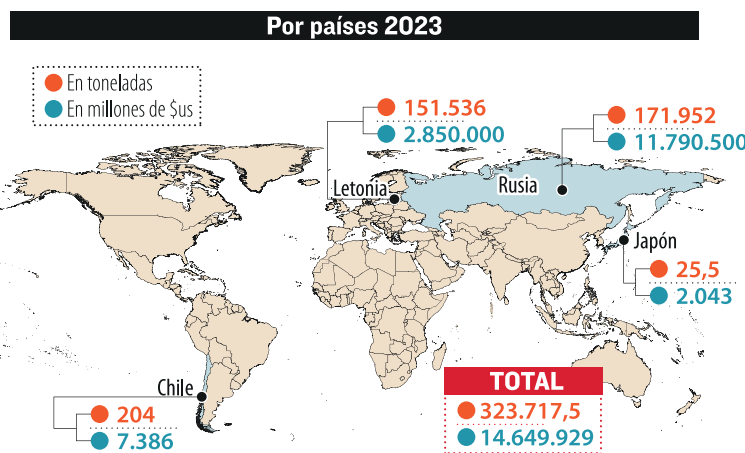 Por países 2023
En toneladas
En millones de $us
151.536
2.850.000
171.952
11.790.500
Letonia
Rusia
Japón
25,5
2.043
Chile
204
7.386
TOTAL
323.717,5
14.649.929